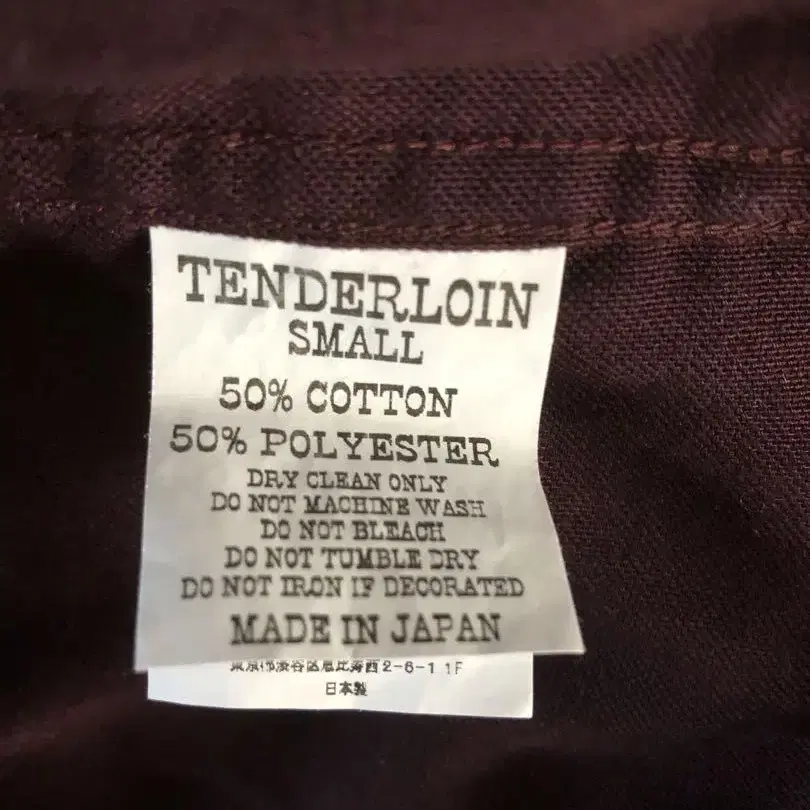 TENDERLOIN
SMALL
50% COTTON
50% POLYESTER
DRY CLEAN ONLY
DO NOT MACHINE WASH
DO NOT BLEACH
DO NOT TUMBLE DRY
DO NOT IRON IF DECORATED
MADE IN JAPAN
東京都渋谷区恵比寿西2-6-1 1F
日本製